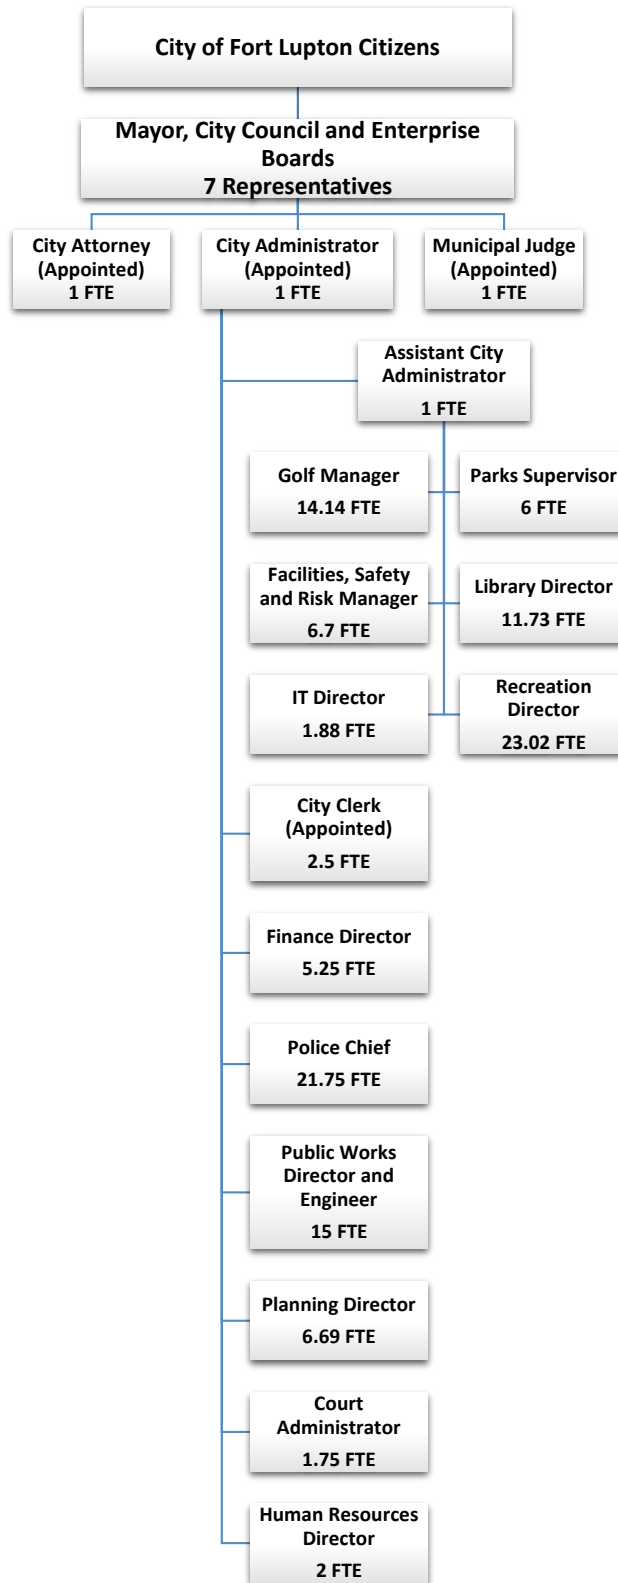 City of Fort Lupton Citizens
Mayor, City Council and Enterprise
Boards
7 Representatives
City Attorney
(Appointed)
1 FTE
City Administrator
(Appointed)
1 FTE
Municipal Judge
(Appointed)
1 FTE
Assistant City
Administrator
1 FTE
Golf Manager
14.14 FTE
Parks Supervisor
6 FTE
Facilities, Safety
and Risk Manager
6.7 FTE
Library Director
11.73 FTE
IT Director
1.88 FTE
Recreation
Director
23.02 FTE
City Clerk
(Appointed)
2.5 FTE
Finance Director
5.25 FTE
Police Chief
21.75 FTE
Public Works
Director and
Engineer
15 FTE
Planning Director
6.69 FTE
Court
Administrator
1.75 FTE
Human Resources
Director
2 FTE